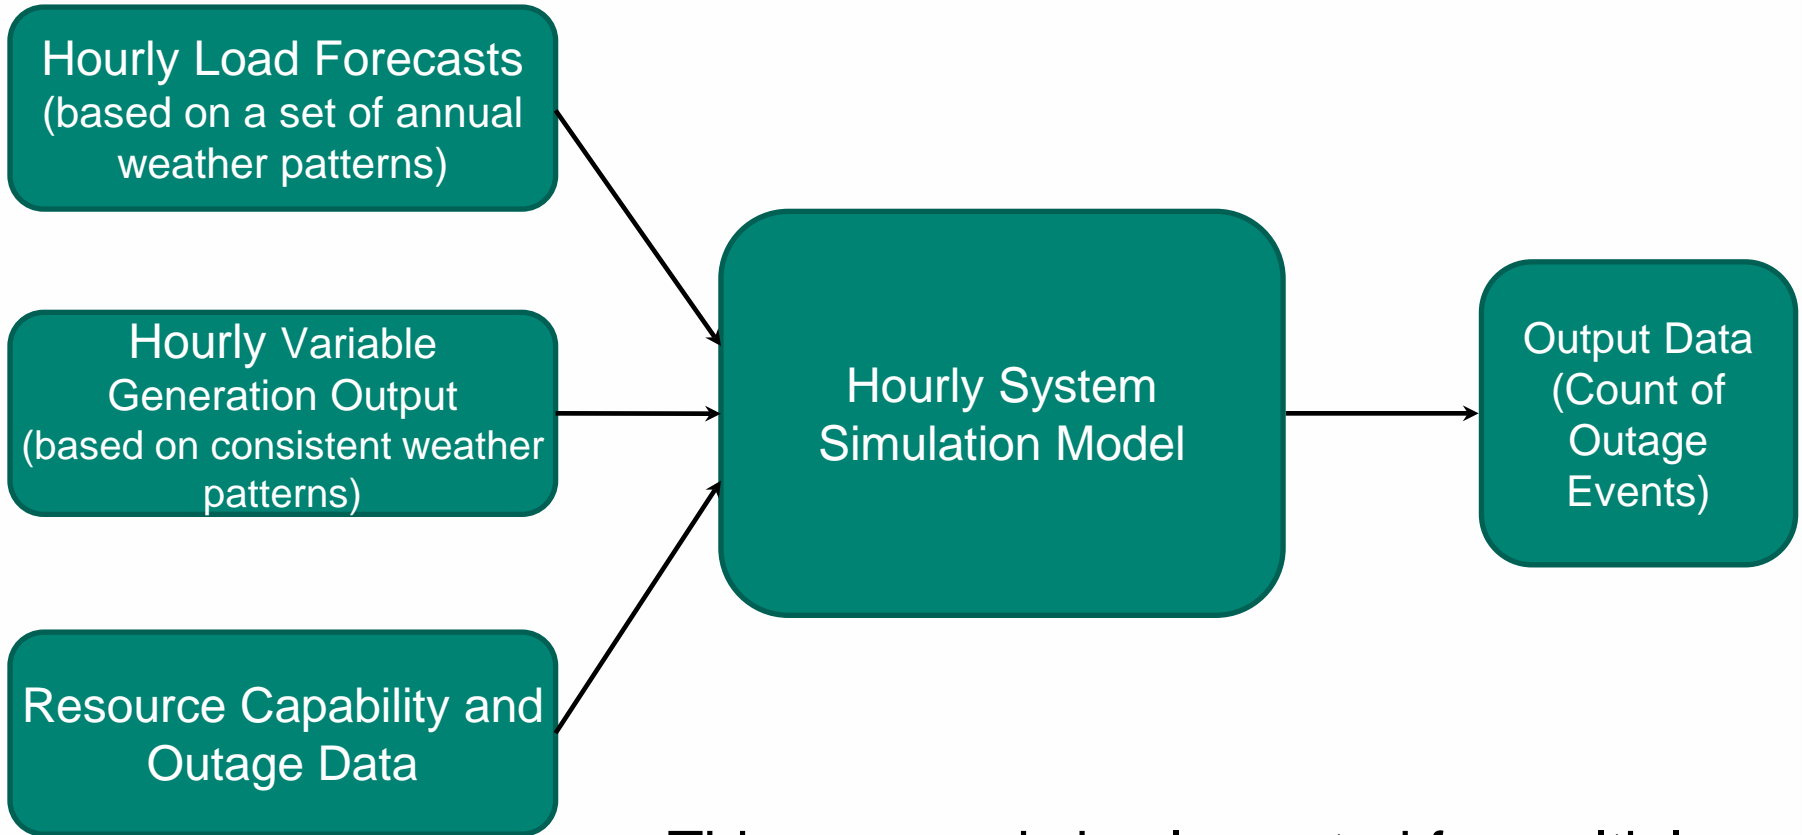 Hourly Load Forecasts
(based on a set of annual
weather patterns)
Hourly Variable
Generation Output
(based on consistent weather
patterns)
Resource Capability and
Outage Data
Hourly System
Simulation Model
Output Data
(Count of
Outage
Events)